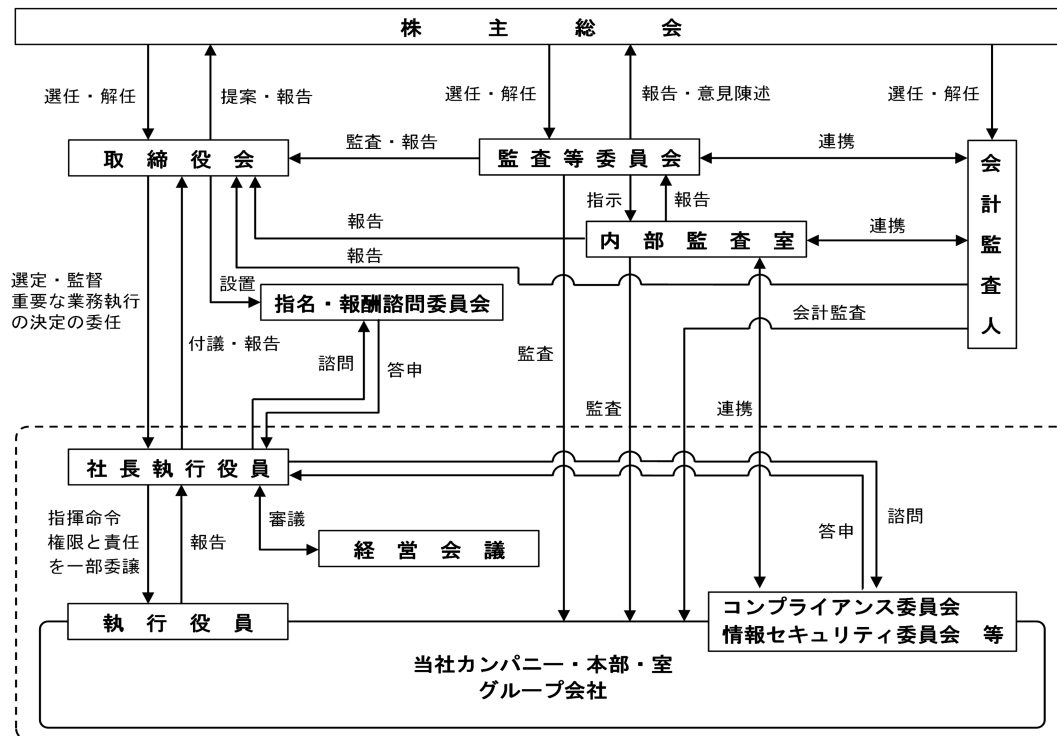 株主総会
選任・解任
提案・報告
選任・解任
報告・意見陳述
選任・解任
取締役会
監査・報告
監査等委員会
連携
会計監査人
指示
報告
報告
内部監査室
連携
報告
選定・監督
重要な業務執行
の決定の委任
設置
指名・報酬諮問委員会
会計監査
付議・報告
諮問
答申
監査
監査
連携
社長執行役員
指揮命令
権限と責任
を一部委譲
報告
審議
経営会議
答申
諮問
執行役員
コンプライアンス委員会
情報セキュリティ委員会 等
当社カンパニー・本部・室
グループ会社